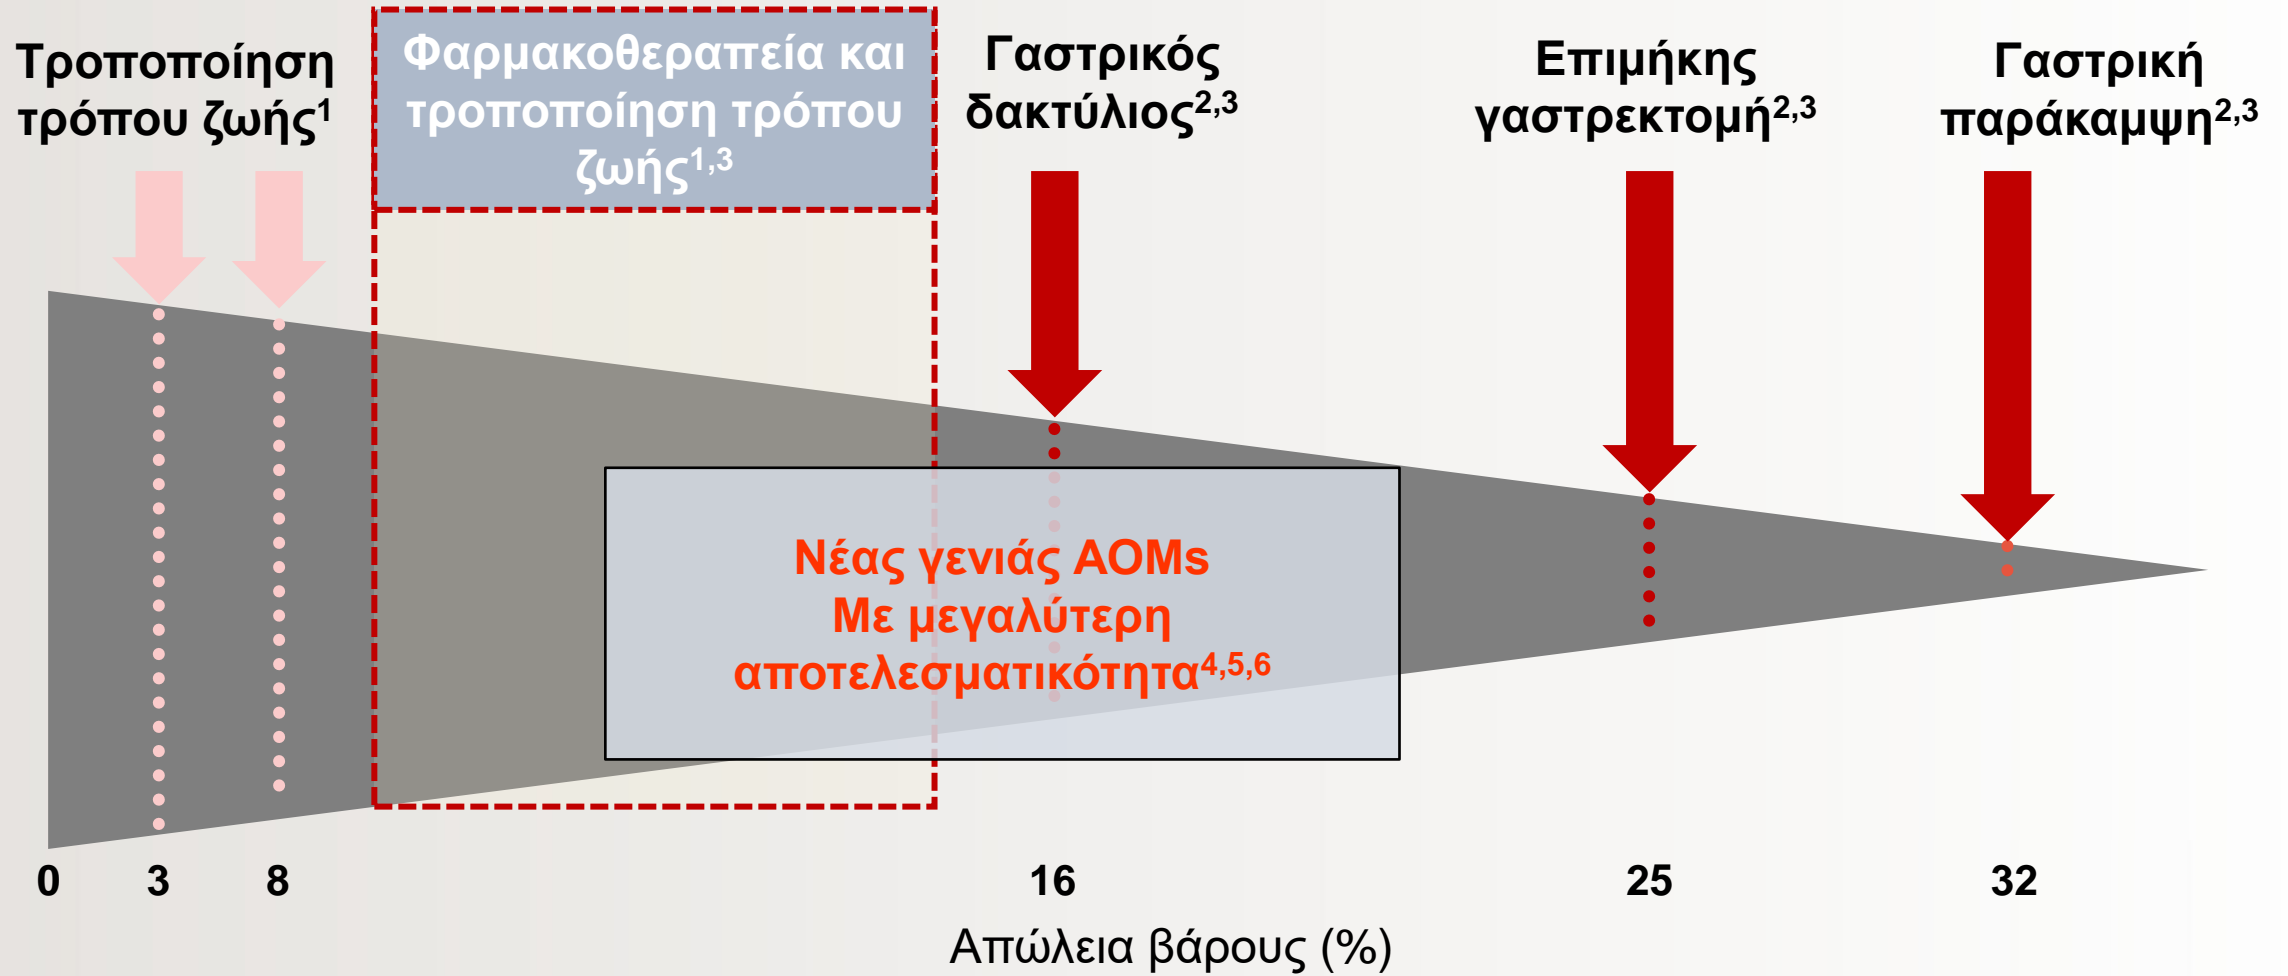 Τροποποίηση
τρόπου ζωής1
Φαρμακοθεραπεία και
τροποποίηση τρόπου
ζωής1,3
Γαστρικός
δακτύλιος2,3
Επιμήκης
γαστρεκτομή2,3
Γαστρική
παράκαμψη2,3
Νέας γενιάς AOMs
Με μεγαλύτερη
αποτελεσματικότητα4,5,6
0 3 8 16 25 32
Απώλεια βάρους (%)